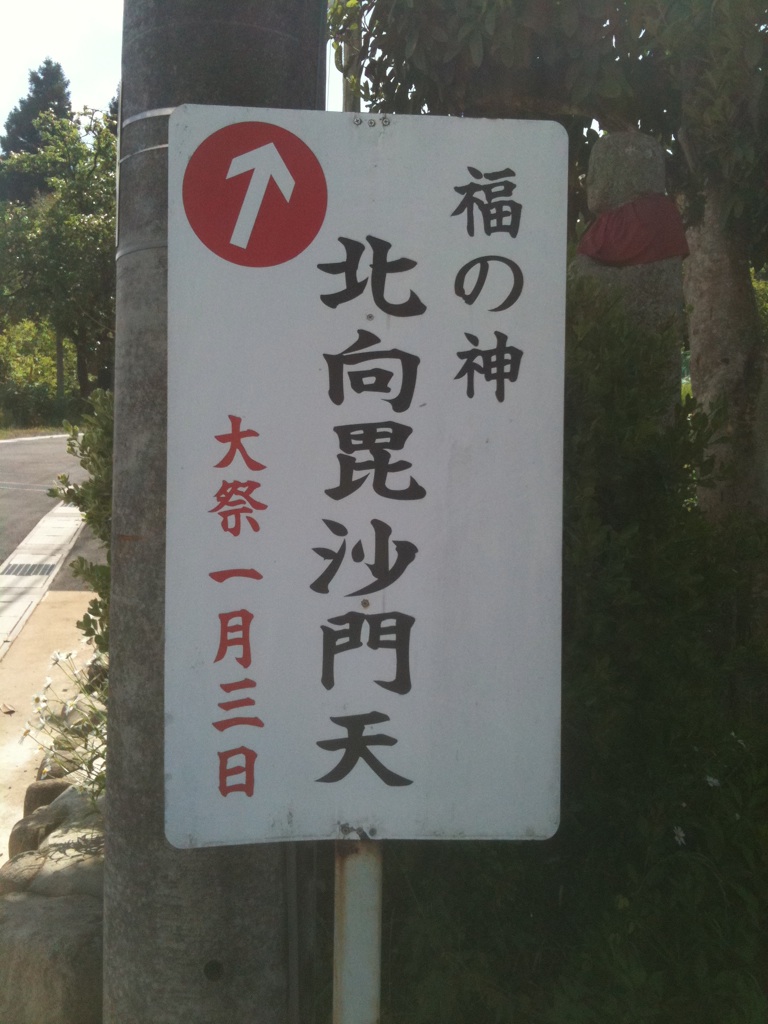 福の神
北向毘沙門天
大祭一月三日